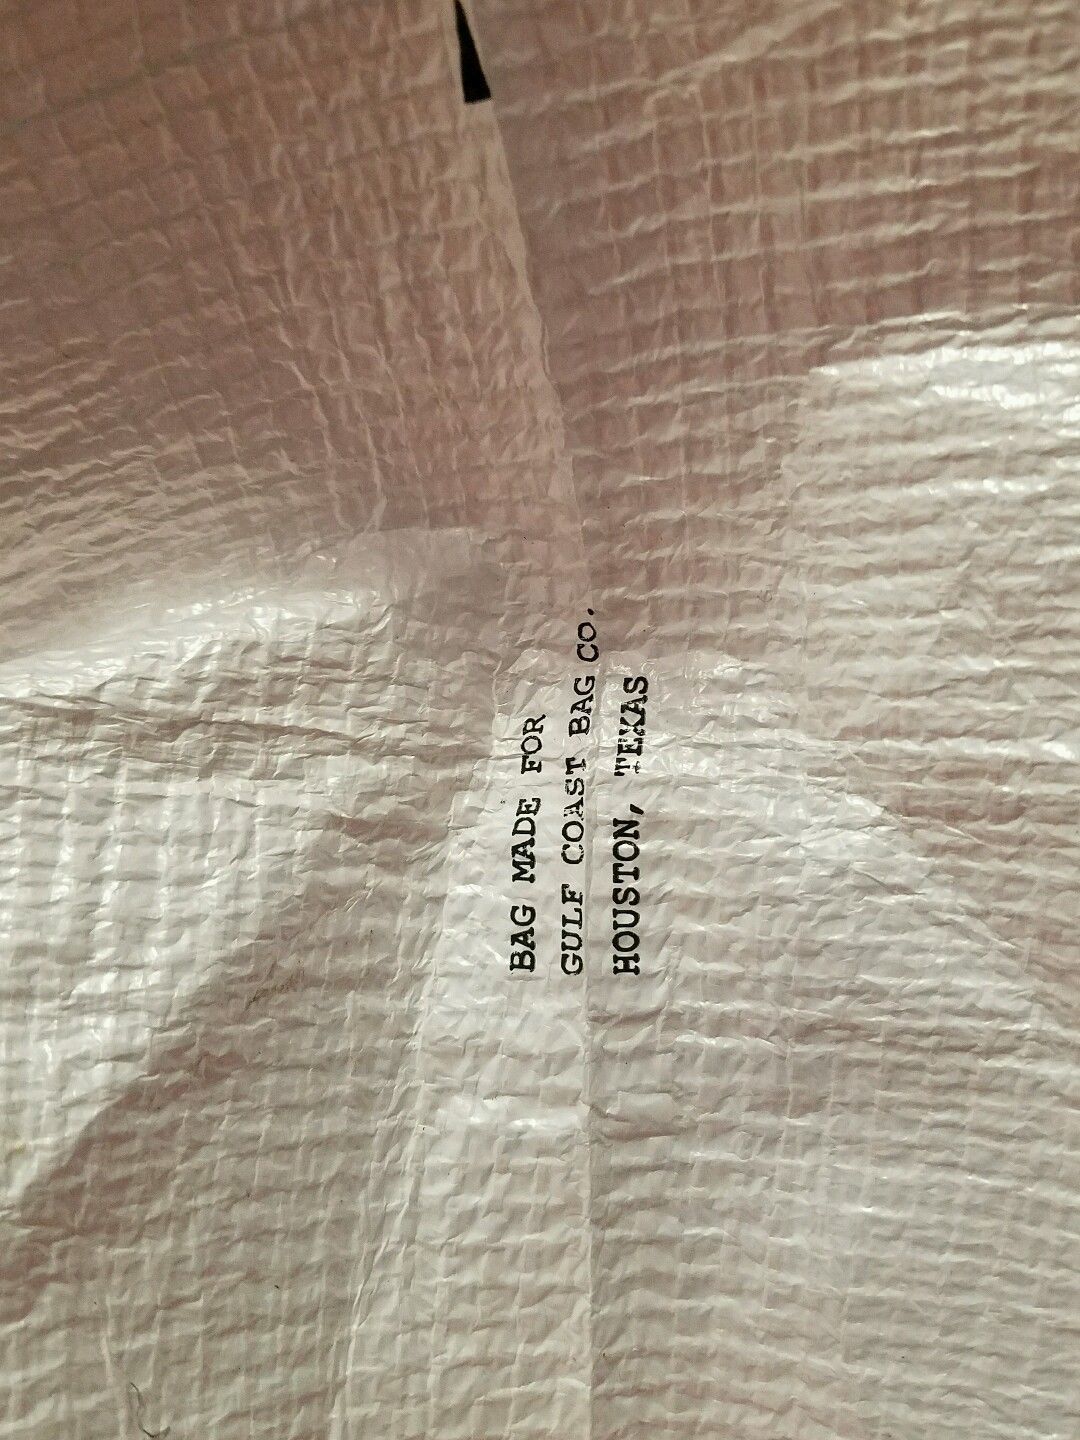 BAG MADE FOR
GULF COAST BAG CO.
HOUSTON, TEXAS